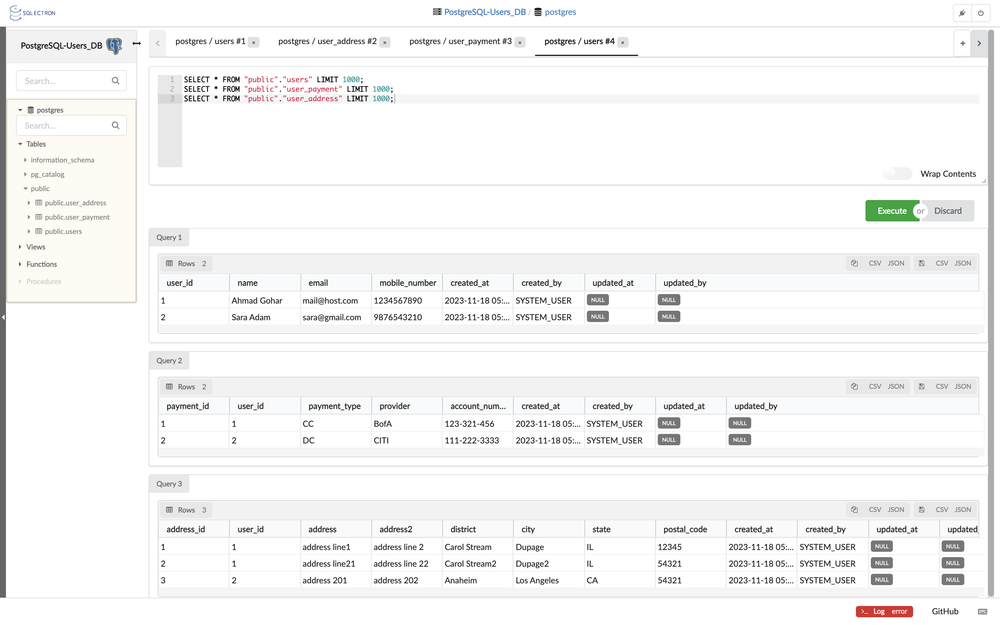 SQLECTRON
PostgreSQL-Users_DB / postgres
PostgreSQL-Users_DB
Search...
postgres
Search...
Tables
information_schema
pg_catalog
public
public.user_address
public.user_payment
public.users
Views
Functions
Procedures
postgres / users #1 × postgres / user_address #2 × postgres / user_payment #3 × postgres / users #4 ×
1 SELECT * FROM "public"."users" LIMIT 1000;
2 SELECT * FROM "public"."user_payment" LIMIT 1000;
3 SELECT * FROM "public"."user_address" LIMIT 1000;
Wrap Contents
Execute or Discard
Query 1
Rows 2 CSV JSON CSV JSON
user_id name email mobile_number created_at created_by updated_at updated_by
1 Ahmad Gohar mail@host.com 1234567890 2023-11-18 05:... SYSTEM_USER NULL NULL
2 Sara Adam sara@gmail.com 9876543210 2023-11-18 05:... SYSTEM_USER NULL NULL
Query 2
Rows 2 CSV JSON CSV JSON
payment_id user_id payment_type provider account_num... created_at created_by updated_at updated_by
1 1 CC BofA 123-321-456 2023-11-18 05:... SYSTEM_USER NULL NULL
2 2 DC CITI 111-222-3333 2023-11-18 05:... SYSTEM_USER NULL NULL
Query 3
Rows 3 CSV JSON CSV JSON
address_id user_id address address2 district city state postal_code created_at created_by updated_at updated_
1 1 address line1 address line 2 Carol Stream Dupage IL 12345 2023-11-18 05:... SYSTEM_USER NULL NULL
2 1 address line21 address line 22 Carol Stream2 Dupage2 IL 54321 2023-11-18 05:... SYSTEM_USER NULL NULL
3 2 address 201 address 202 Anaheim Los Angeles CA 54321 2023-11-18 05:... SYSTEM_USER NULL NULL
>_ Log error GitHub